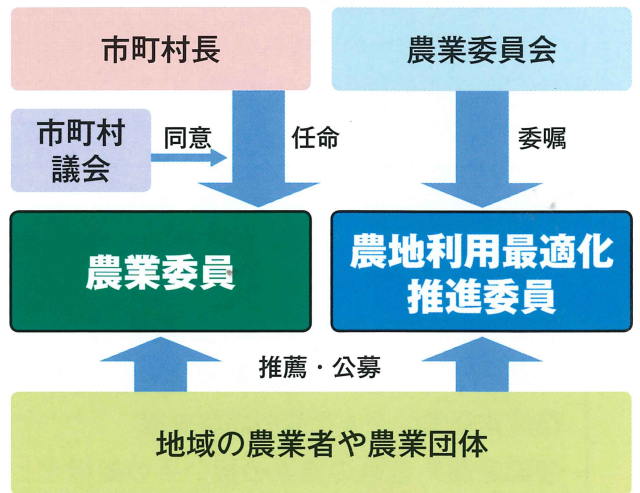 市町村長
農業委員会
市町村
議会
同意
任命
委嘱
農業委員
農地利用最適化
推進委員
推薦・公募
地域の農業者や農業団体